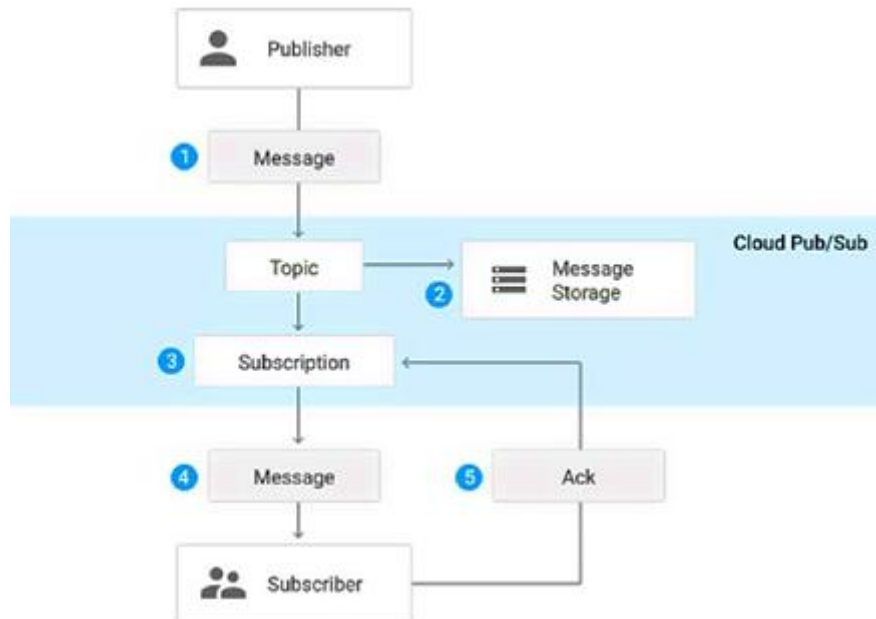 Publisher
1
Message
Cloud Pub/Sub
Topic
2
Message
Storage
3
Subscription
4
Message
5
Ack
Subscriber